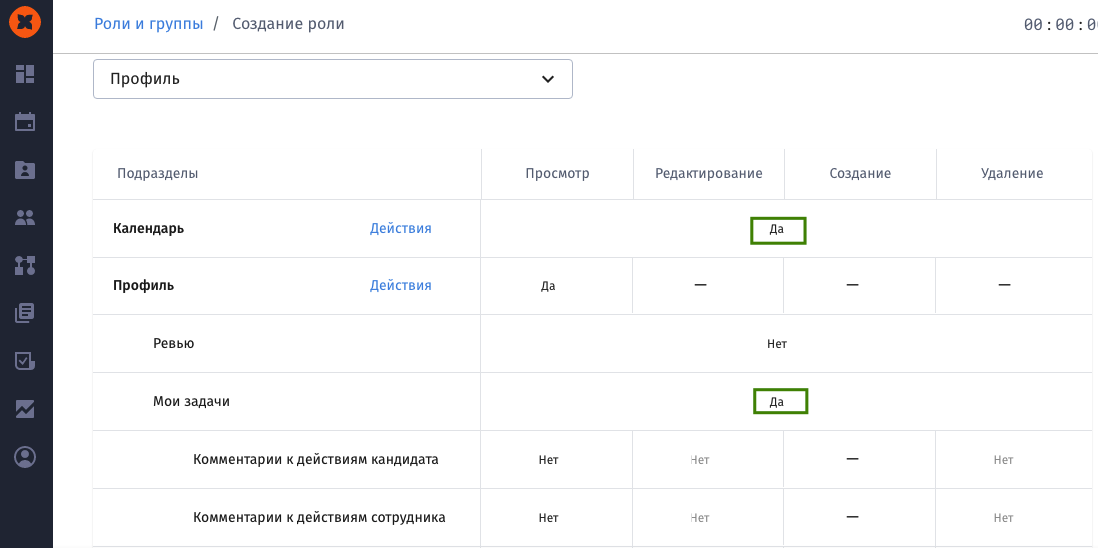 Роли и группы / Создание роли 00:00:0
Профиль
Подразделы Просмотр Редактирование Создание Удаление
Календарь Действия Да
Профиль Действия Да — — —
Ревью Нет
Мои задачи Да
Комментарии к действиям кандидата Нет Нет — Нет
Комментарии к действиям сотрудника Нет Нет — Нет